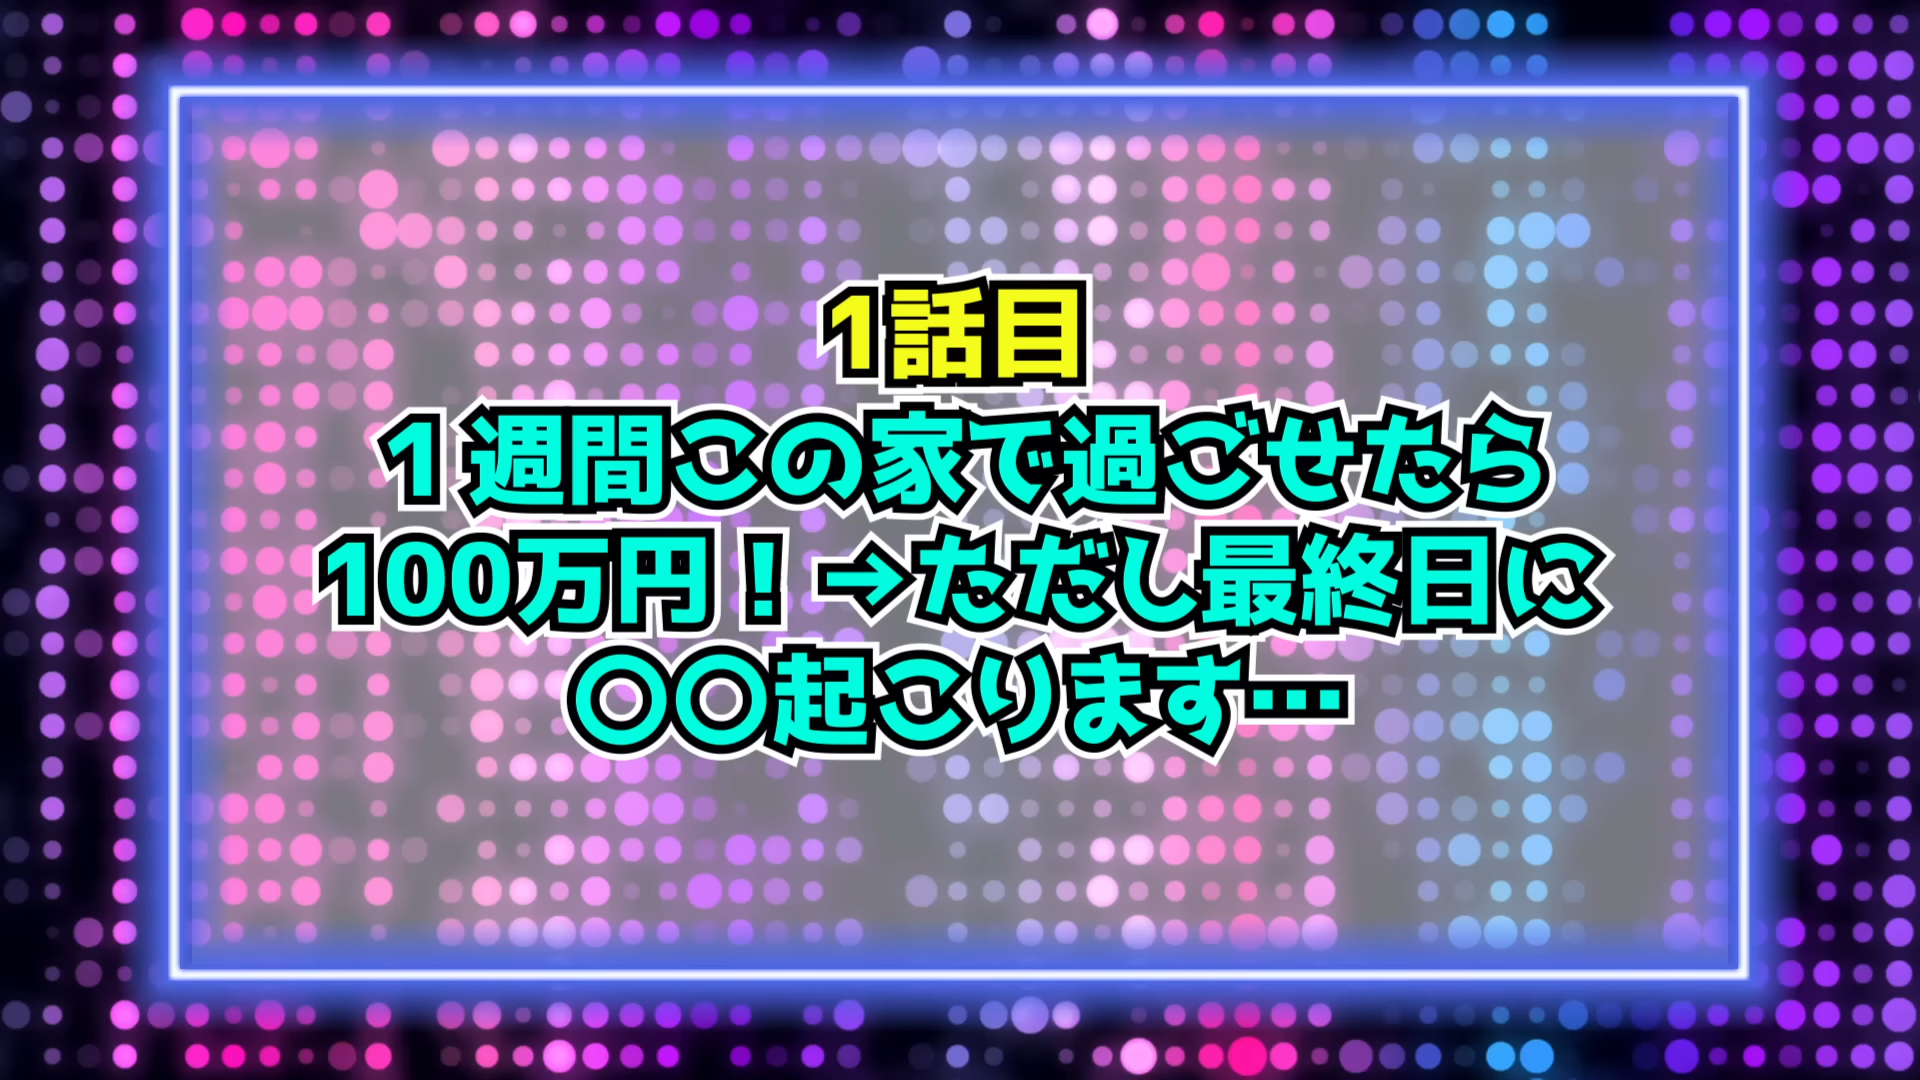 1話目
１週間この家で過ごせたら
100万円！→ただし最終日に
〇〇起こります…